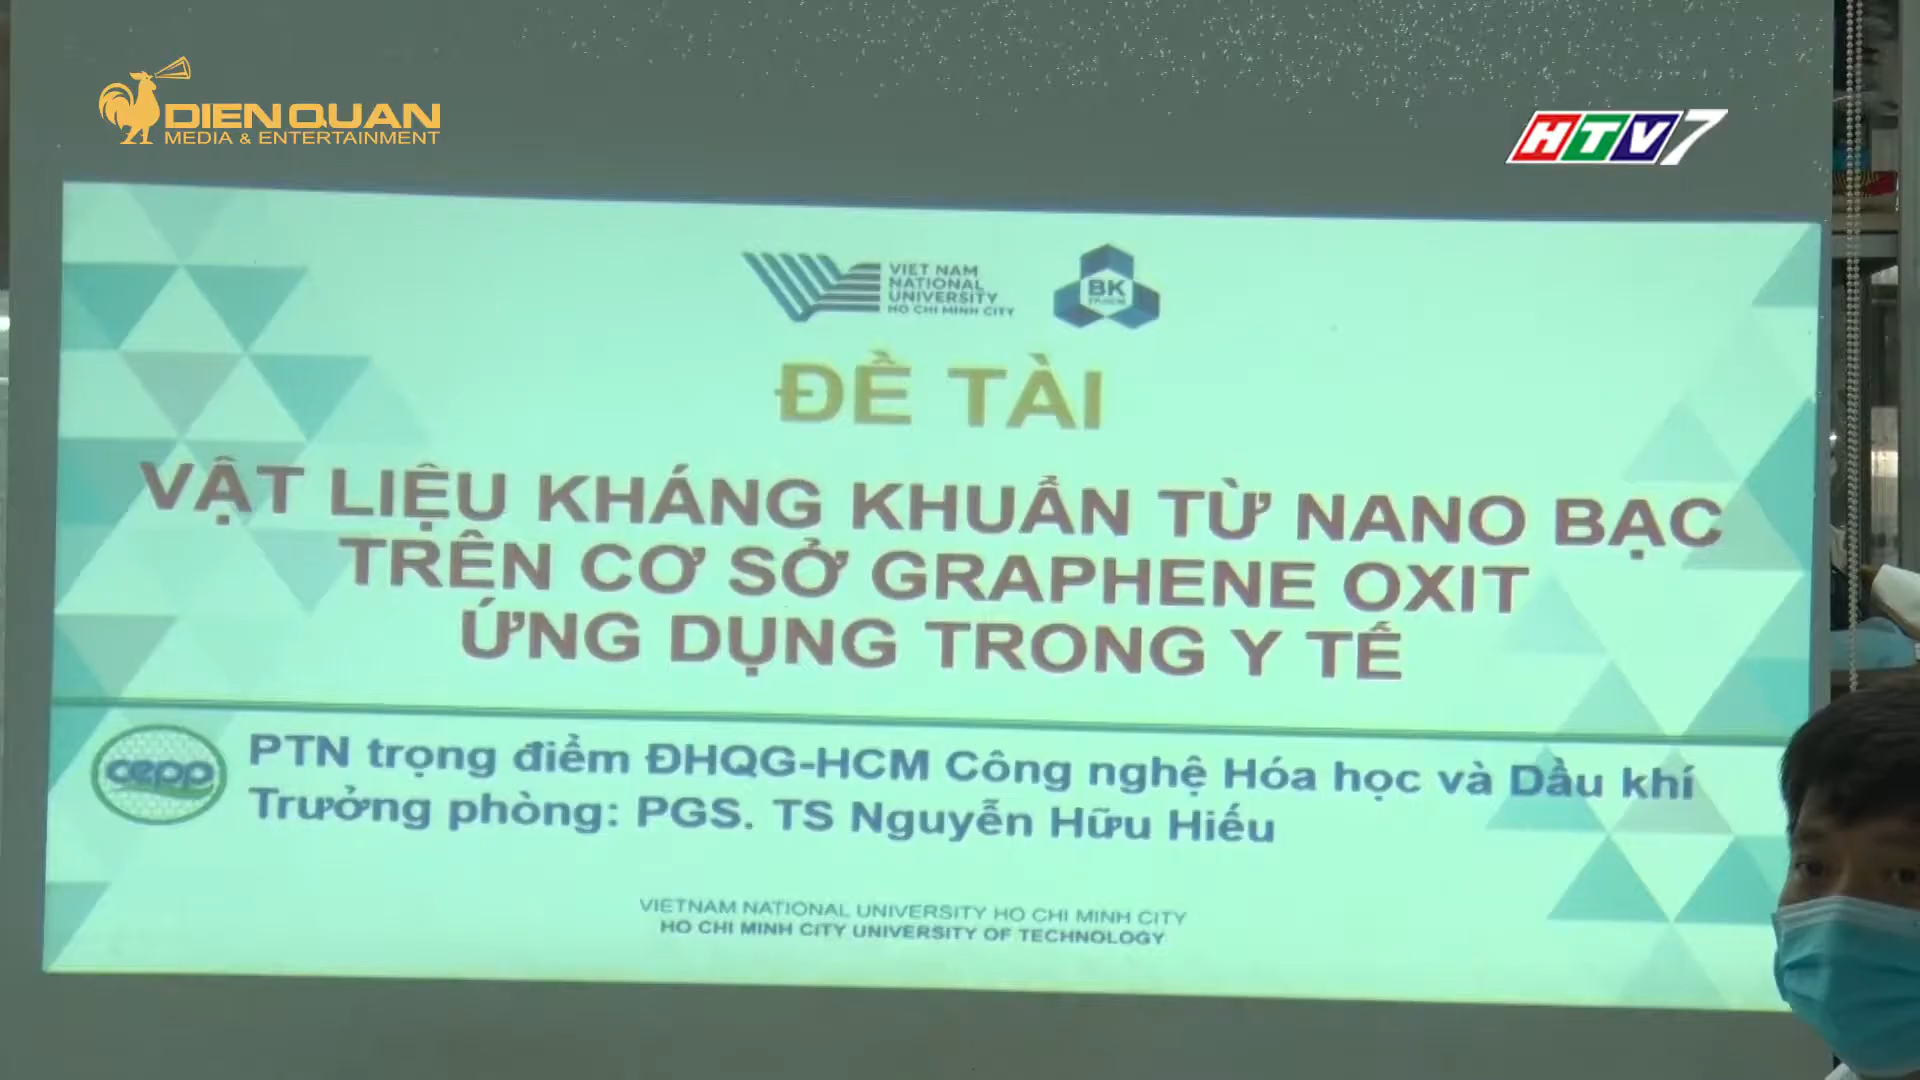 DIEN QUAN
MEDIA & ENTERTAINMENT
HTV7
VIET NAM
NATIONAL
UNIVERSITY
HO CHI MINH CITY
BK
TP.HCM
ĐỀ TÀI
VẬT LIỆU KHÁNG KHUẨN TỪ NANO BẠC
TRÊN CƠ SỞ GRAPHENE OXIT
ỨNG DỤNG TRONG Y TẾ
cepp
PTN trọng điểm ĐHQG-HCM Công nghệ Hóa học và Dầu khí
Trưởng phòng: PGS. TS Nguyễn Hữu Hiếu
VIETNAM NATIONAL UNIVERSITY HO CHI MINH CITY
HO CHI MINH CITY UNIVERSITY OF TECHNOLOGY